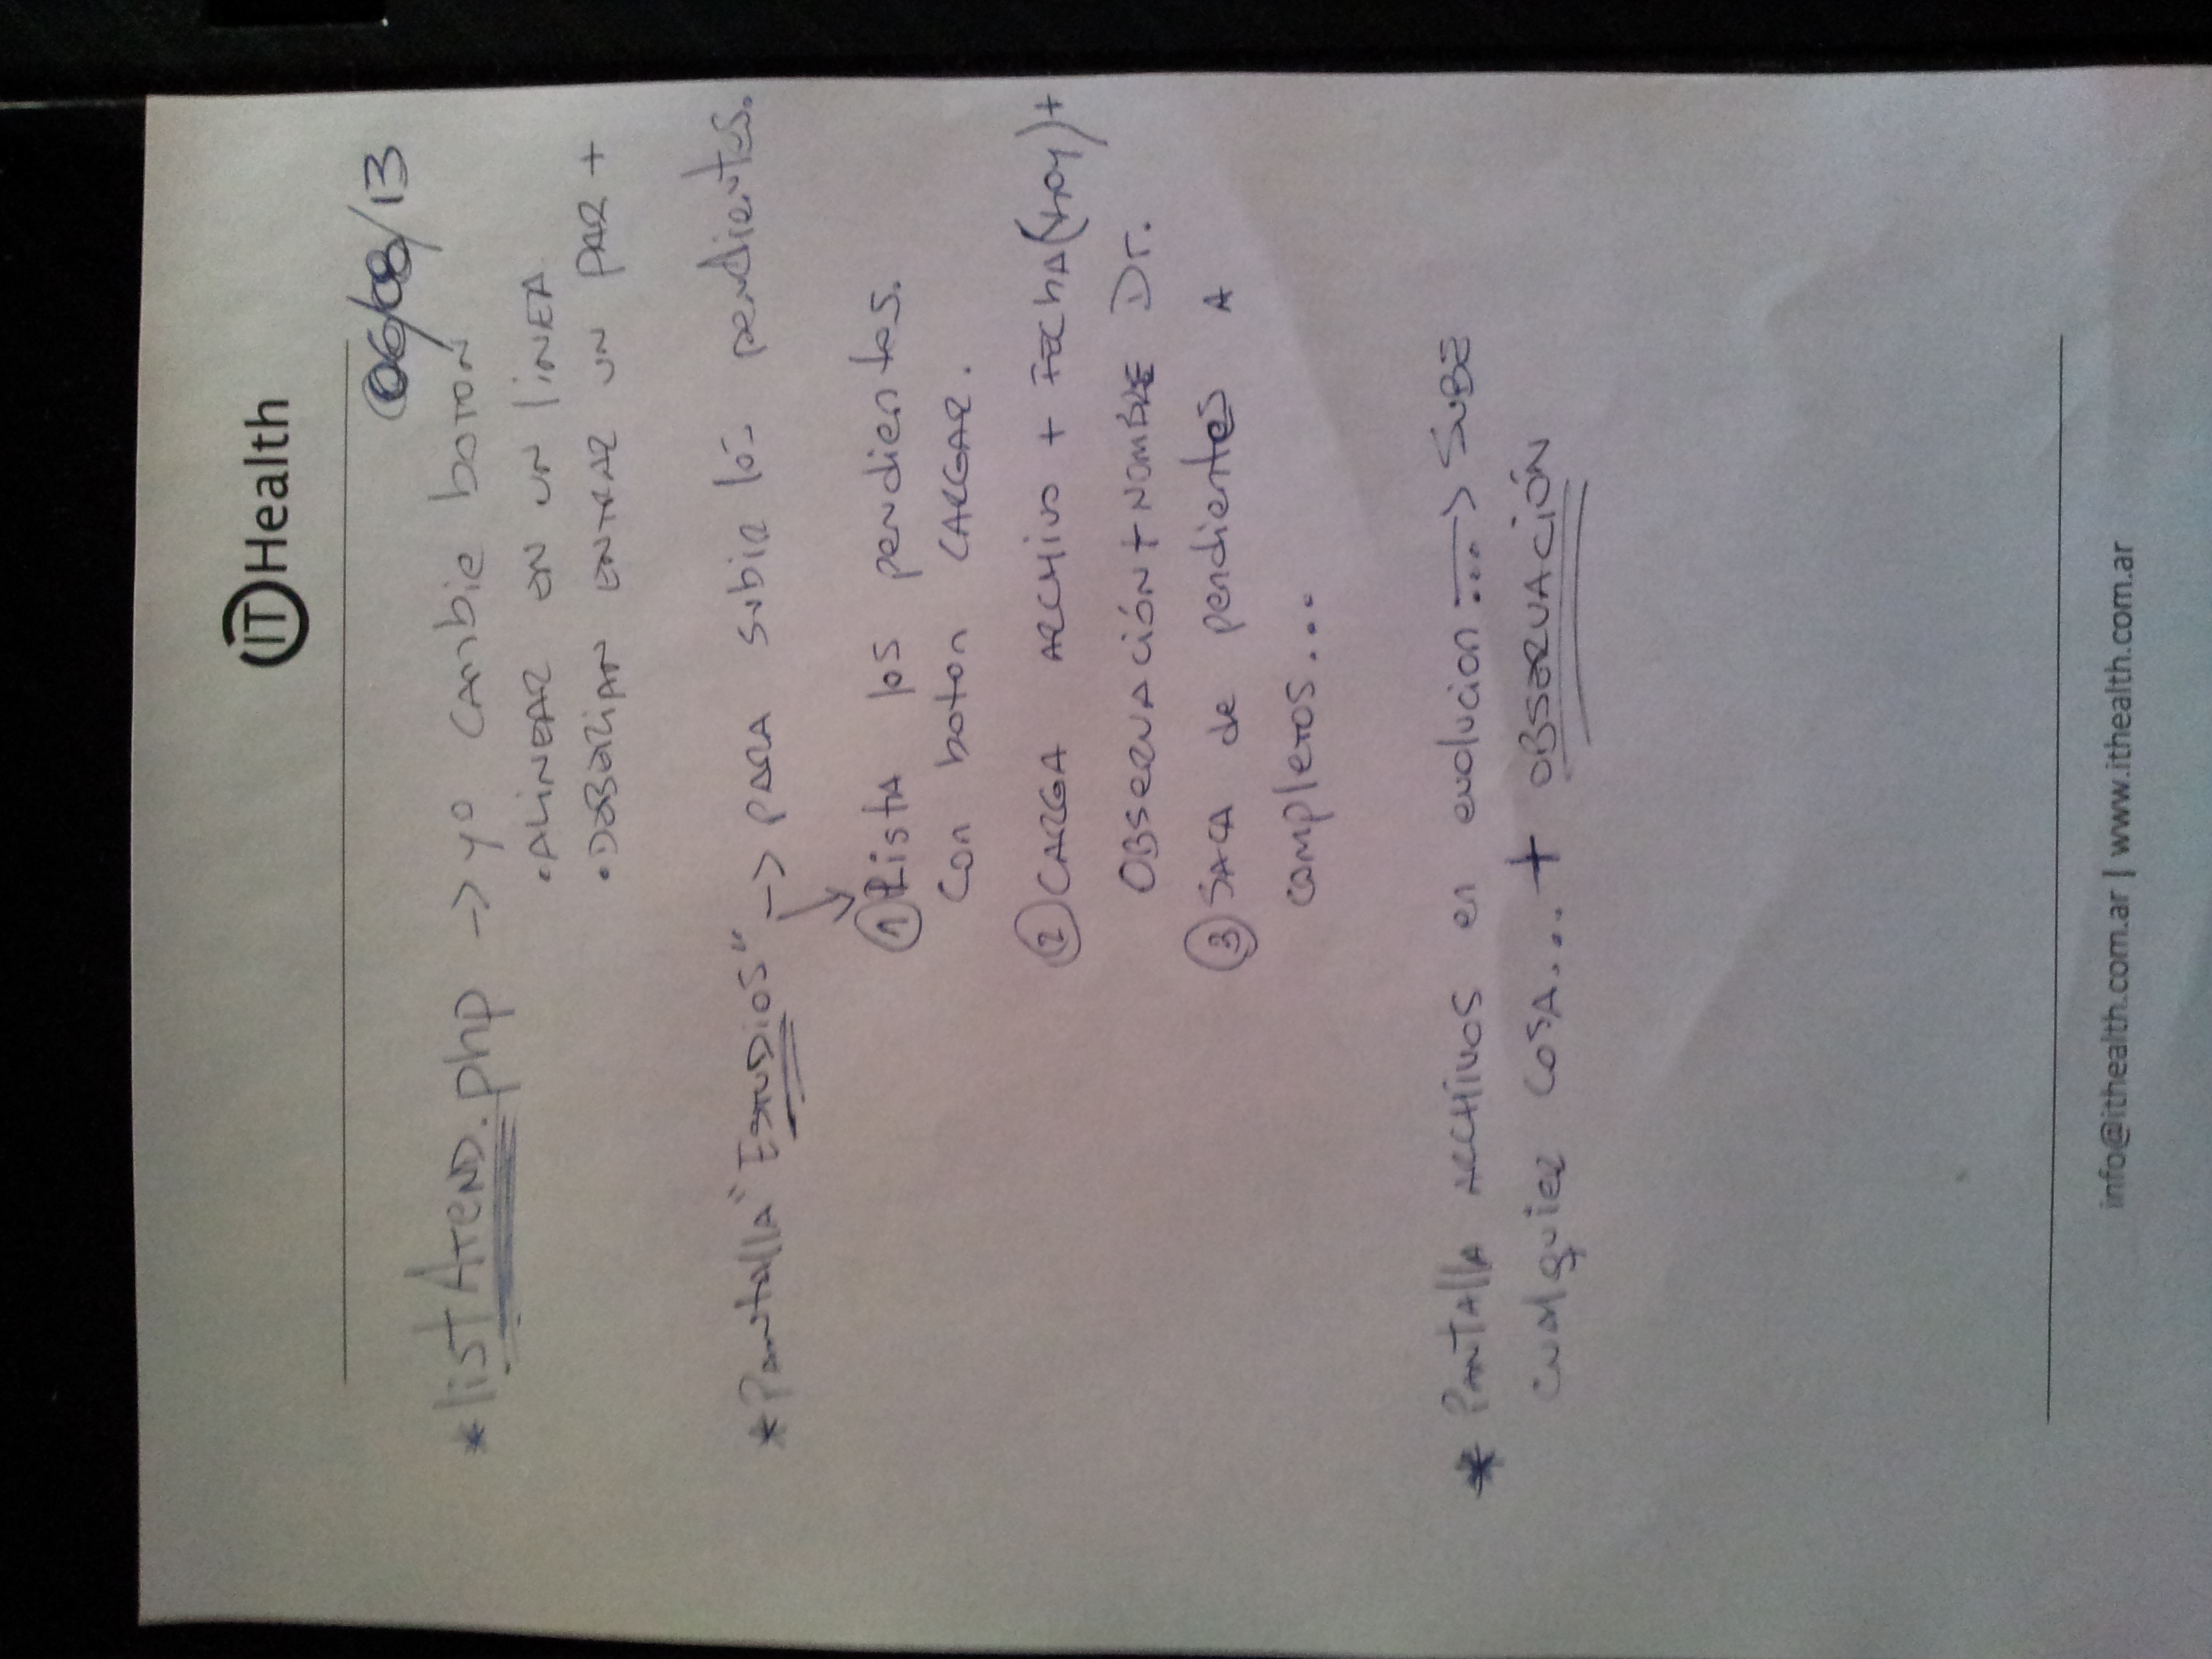 IT Health
06/08/13
* listAtend.php -> yo cambie botón
• ALINEAR en un linea
• DEBERIAN ENTRAR UN PAR +
* Pantalla "Estudios" -> PARA subir los pendientes.
① lista los pendientes.
con boton CARGAR.
② CARGA ARCHIVO + Fecha (Hoy) +
OBSERVACIÓN + NOMBRE Dr.
③ SACA de pendientes A
completos...
* PANTALLA ARCHIVOS en evolucion....-> SUBE
CUALquier COSA.... + OBSERVACIÓN
info@ithealth.com.ar | www.ithealth.com.ar